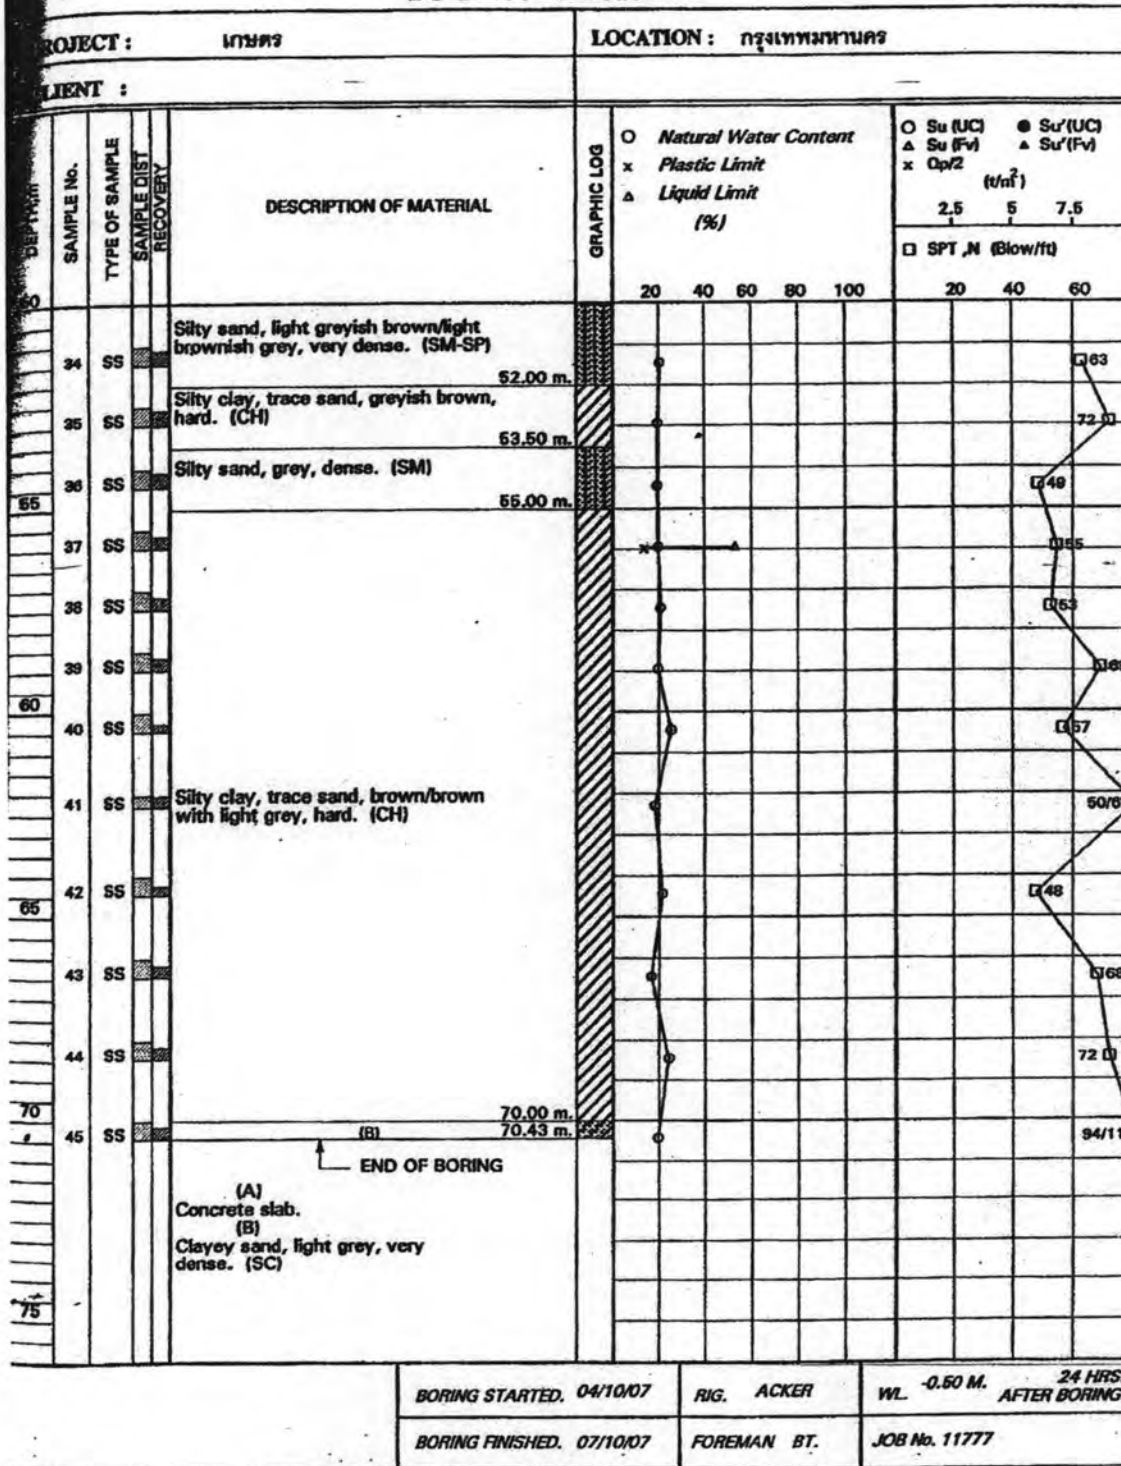 ROJECT : เกษตร
LOCATION : กรุงเทพมหานคร
LIENT :
DEPTH,m
SAMPLE No.
TYPE OF SAMPLE
SAMPLE DIST
RECOVERY
DESCRIPTION OF MATERIAL
GRAPHIC LOG
Natural Water Content
x Plastic Limit
Liquid Limit
(%)
Su (UC) Su'(UC)
Su (Fv) Su'(Fv)
x Qp/2
(t/m²)
2.5 5 7.5
SPT ,N (Blow/ft)
20 40 60 80 100
20 40 60
Silty sand, light greyish brown/light
brownish grey, very dense. (SM-SP)
34 SS 63
52.00 m.
Silty clay, trace sand, greyish brown,
hard. (CH)
35 SS 72
53.50 m.
Silty sand, grey, dense. (SM)
36 SS 49
55 55.00 m.
37 SS 55
38 SS 53
39 SS
60
40 SS 57
41 SS Silty clay, trace sand, brown/brown
with light grey, hard. (CH)
50/6
42 SS 48
65
43 SS 68
44 SS 72
70 70.00 m.
45 SS (B) 70.43 m. 94/11
END OF BORING
(A)
Concrete slab.
(B)
Clayey sand, light grey, very
dense. (SC)
75
BORING STARTED. 04/10/07 RIG. ACKER WL. -0.50 M. 24 HRS
AFTER BORING
BORING FINISHED. 07/10/07 FOREMAN BT. JOB No. 11777